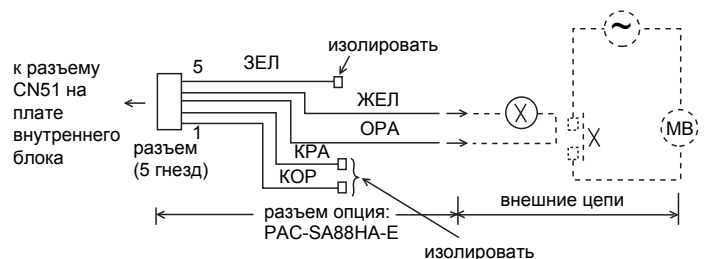 изолировать
5
ЗЕЛ
к разъему
CN51 на
плате
внутреннего
блока
ЖЕЛ
X
ОРА
X
МВ
1
разъем
(5 гнезд)
КРА
КОР
внешние цепи
разъем опция:
PAC-SA88HA-E
изолировать